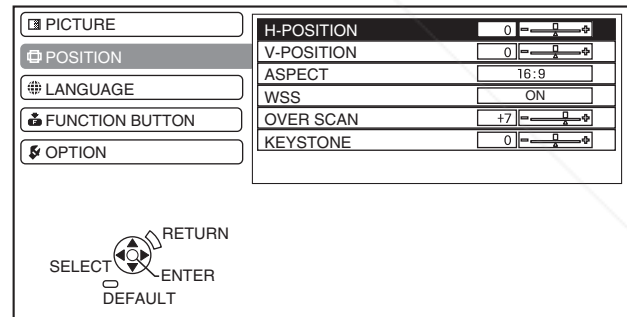 PICTURE
POSITION
LANGUAGE
FUNCTION BUTTON
OPTION
H-POSITION 0
V-POSITION 0
ASPECT 16:9
WSS ON
OVER SCAN +7
KEYSTONE 0
RETURN
SELECT
ENTER
DEFAULT